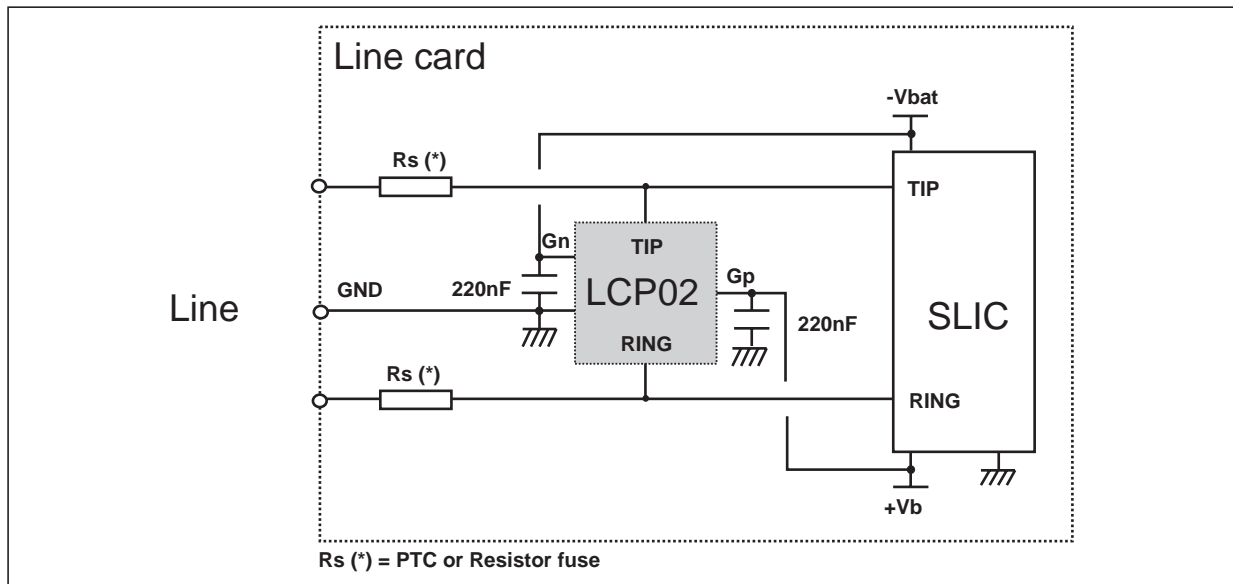 Line card
-Vbat
Rs (*)
TIP
Gn
TIP
Gp
LCP02
220nF
GND
Line
220nF
SLIC
RING
Rs (*)
RING
+Vb
Rs (*) = PTC or Resistor fuse